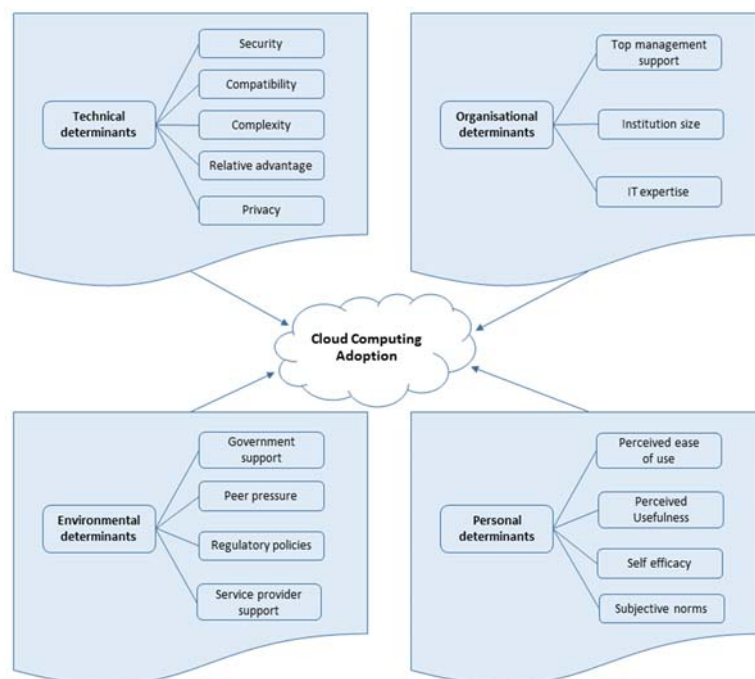 Security
Compatibility
Technical
determinants
Complexity
Relative advantage
Privacy
Top management
support
Organisational
determinants
Institution size
IT expertise
Cloud Computing
Adoption
Government
support
Peer pressure
Environmental
determinants
Regulatory policies
Service provider
support
Perceived ease
of use
Perceived
Usefulness
Personal
determinants
Self efficacy
Subjective norms